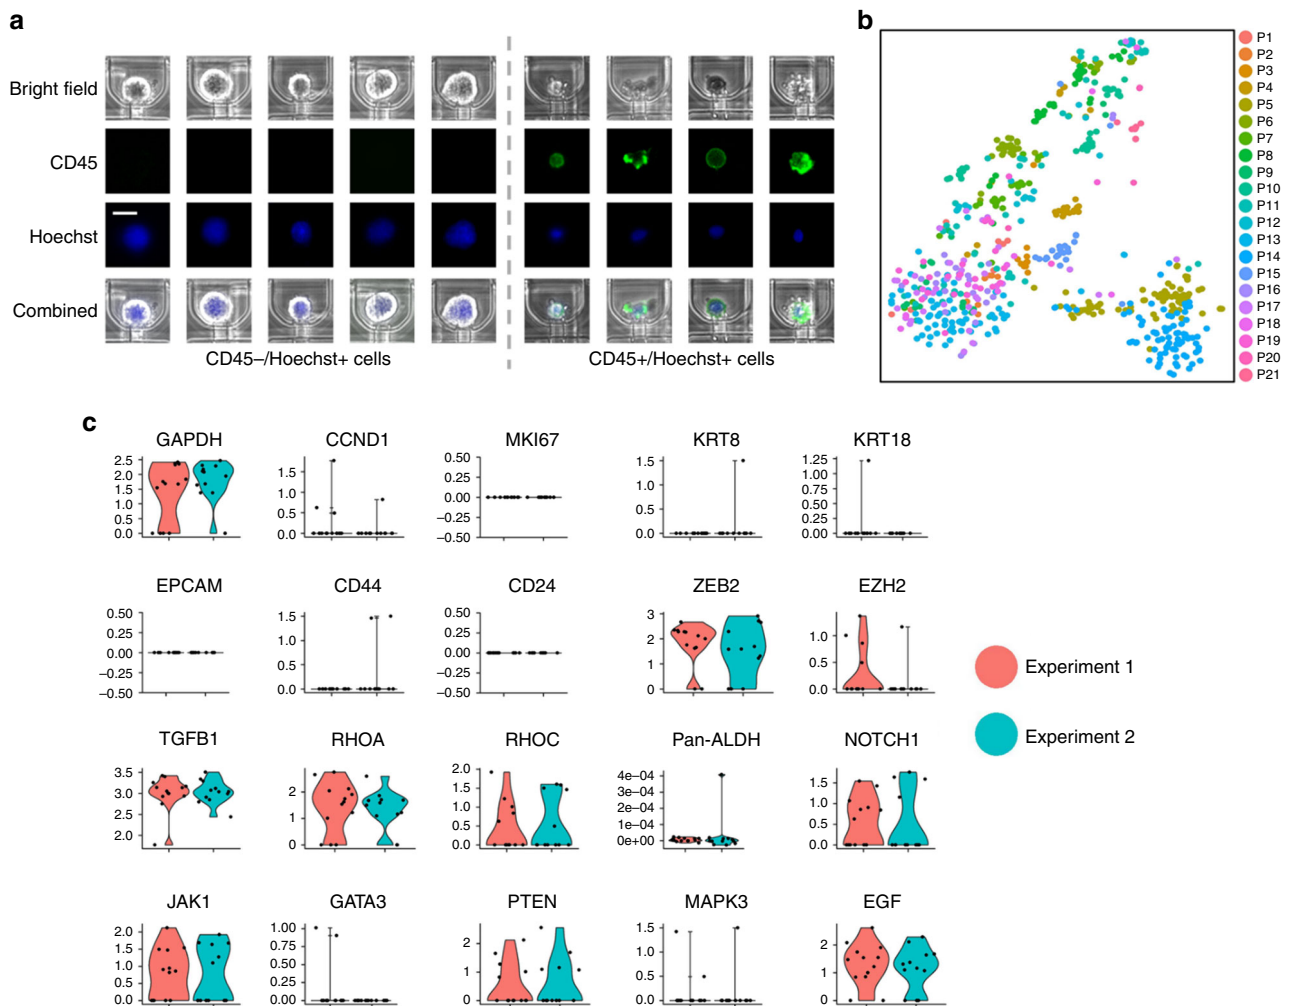 a
Bright field
CD45
Hoechst
Combined
CD45–/Hoechst+ cells
CD45+/Hoechst+ cells
b
P1
P2
P3
P4
P5
P6
P7
P8
P9
P10
P11
P12
P13
P14
P15
P16
P17
P18
P19
P20
P21
c
GAPDH
2.5
2.0
1.5
1.0
0.5
0.0
CCND1
1.5
1.0
0.5
0.0
MKI67
0.50
0.25
0.00
−0.25
−0.50
KRT8
1.5
1.0
0.5
0.0
KRT18
1.25
1.00
0.75
0.50
0.25
0.00
EPCAM
0.50
0.25
0.00
−0.25
−0.50
CD44
1.5
1.0
0.5
0.0
CD24
0.50
0.25
0.00
−0.25
−0.50
ZEB2
3
2
1
0
EZH2
1.0
0.5
0.0
Experiment 1
Experiment 2
TGFB1
3.5
3.0
2.5
2.0
RHOA
2
1
0
RHOC
2.0
1.5
1.0
0.5
0.0
Pan-ALDH
4e−04
3e−04
2e−04
1e−04
0e+00
NOTCH1
1.5
1.0
0.5
0.0
JAK1
2.0
1.5
1.0
0.5
0.0
GATA3
1.00
0.75
0.50
0.25
0.00
PTEN
2
1
0
MAPK3
1.5
1.0
0.5
0.0
EGF
2
1
0